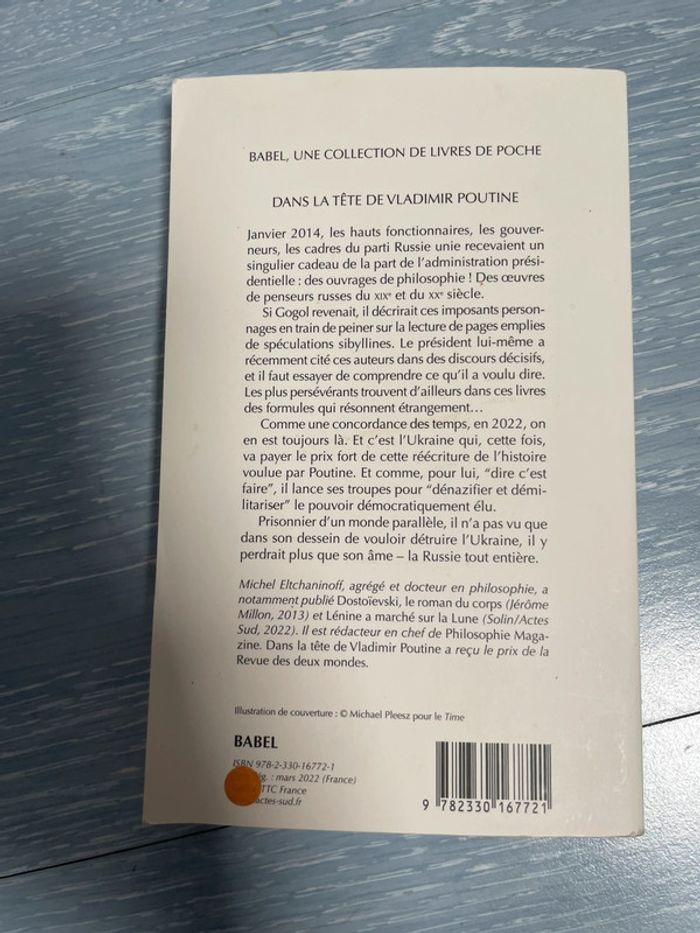 BABEL, UNE COLLECTION DE LIVRES DE POCHE
DANS LA TÊTE DE VLADIMIR POUTINE
Janvier 2014, les hauts fonctionnaires, les gouver-
neurs, les cadres du parti Russie unie recevaient un
singulier cadeau de la part de l'administration prési-
dentielle : des ouvrages de philosophie ! Des œuvres
de penseurs russes du XIXe et du XXe siècle.
Si Gogol revenait, il décrirait ces imposants person-
nages en train de peiner sur la lecture de pages emplies
de spéculations sibyllines. Le président lui-même a
récemment cité ces auteurs dans des discours décisifs,
et il faut essayer de comprendre ce qu'il a voulu dire.
Les plus persévérants trouvent d'ailleurs dans ces livres
des formules qui résonnent étrangement…
Comme une concordance des temps, en 2022, on
en est toujours là. Et c'est l'Ukraine qui, cette fois,
va payer le prix fort de cette réécriture de l'histoire
voulue par Poutine. Et comme, pour lui, "dire c'est
faire", il lance ses troupes pour "dénazifier et démi-
litariser" le pouvoir démocratiquement élu.
Prisonnier d'un monde parallèle, il n'a pas vu que
dans son dessein de vouloir détruire l'Ukraine, il y
perdrait plus que son âme – la Russie tout entière.
Michel Eltchaninoff, agrégé et docteur en philosophie, a
notamment publié Dostoïevski, le roman du corps (Jérôme
Millon, 2013) et Lénine a marché sur la Lune (Solin/Actes
Sud, 2022). Il est rédacteur en chef de Philosophie Maga-
zine. Dans la tête de Vladimir Poutine a reçu le prix de la
Revue des deux mondes.
Illustration de couverture : © Michael Pleesz pour le Time
BABEL
ISBN 978-2-330-16772-1
ég. : mars 2022 (France)
TTC France
actes-sud.fr
9 782330 167721